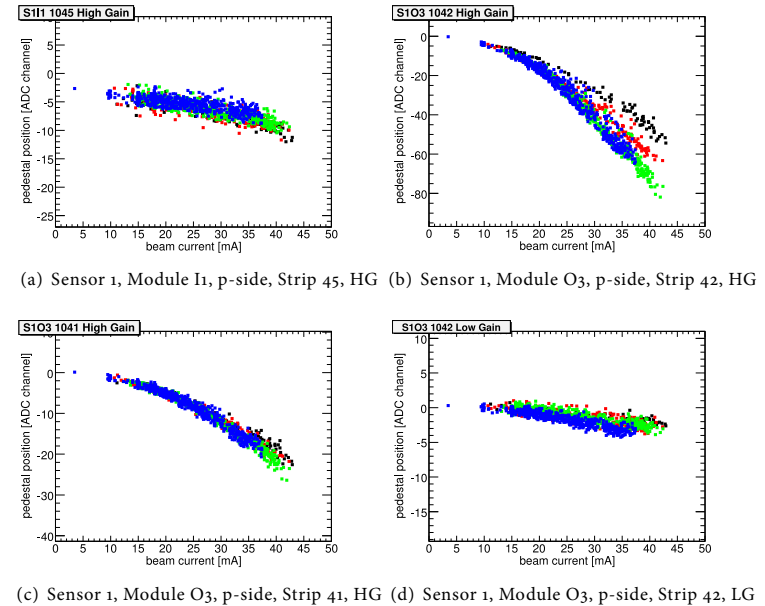 S1I1 1045 High Gain
pedestal position [ADC channel]
5
0
-5
-10
-15
-20
-25
0 5 10 15 20 25 30 35 40 45 50
beam current [mA]
(a) Sensor 1, Module I1, p-side, Strip 45, HG
S1O3 1042 High Gain
pedestal position [ADC channel]
0
-20
-40
-60
-80
0 5 10 15 20 25 30 35 40 45 50
beam current [mA]
(b) Sensor 1, Module O3, p-side, Strip 42, HG
S1O3 1041 High Gain
pedestal position [ADC channel]
0
-10
-20
-30
-40
0 5 10 15 20 25 30 35 40 45 50
beam current [mA]
(c) Sensor 1, Module O3, p-side, Strip 41, HG
S1O3 1042 Low Gain
pedestal position [ADC channel]
10
5
0
-5
-10
-15
0 5 10 15 20 25 30 35 40 45 50
beam current [mA]
(d) Sensor 1, Module O3, p-side, Strip 42, LG